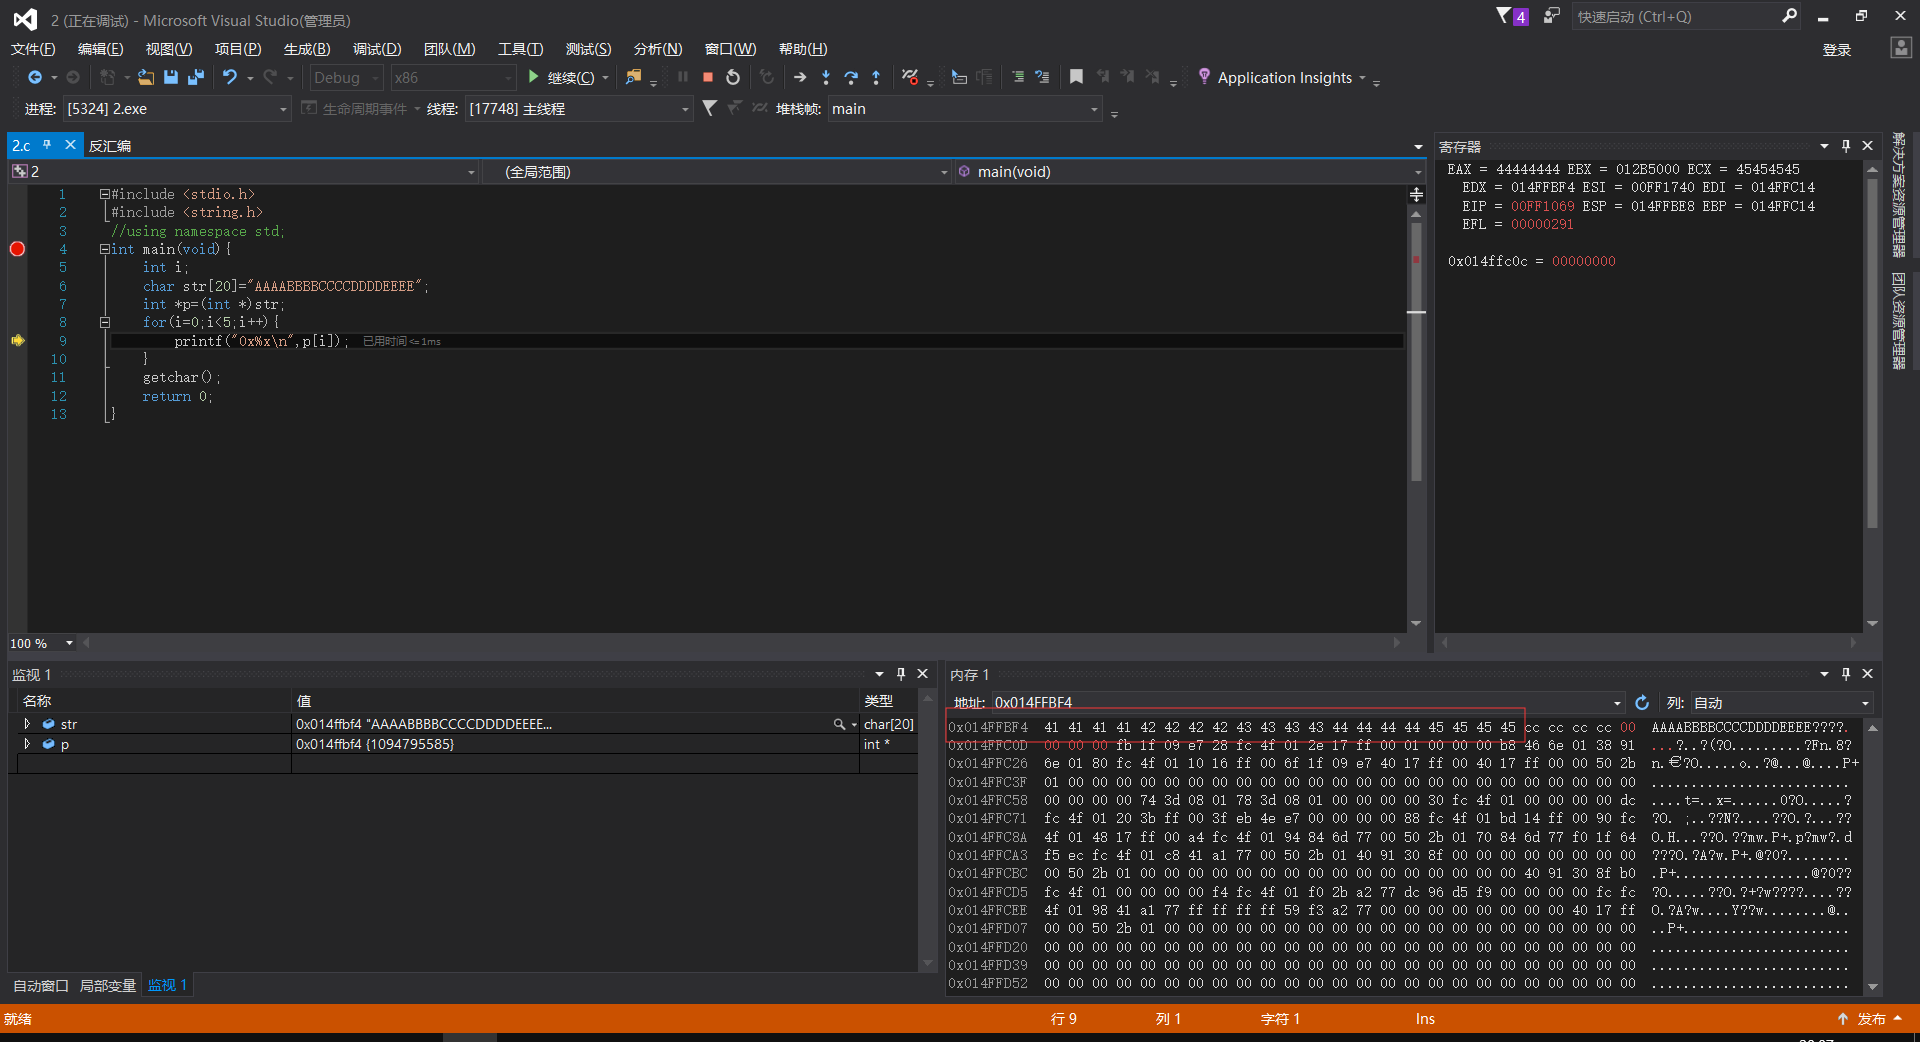 2 (正在调试) - Microsoft Visual Studio(管理员)
4
快速启动 (Ctrl+Q)
文件(F) 编辑(E) 视图(V) 项目(P) 生成(B) 调试(D) 团队(M) 工具(T) 测试(S) 分析(N) 窗口(W) 帮助(H)
登录
Debug x86 继续(C) Application Insights
进程: [5324] 2.exe 生命周期事件 线程: [17748] 主线程 堆栈帧: main
2.c 反汇编
2 (全局范围) main(void)
1 #include <stdio.h>
2 #include <string.h>
3 //using namespace std;
4 int main(void){
5 int i;
6 char str[20]="AAAABBBBCCCCDDDDEEEE";
7 int *p=(int *)str;
8 for(i=0;i<5;i++){
9 printf("0x%x\n",p[i]); 已用时间<=1ms
10 }
11 getchar();
12 return 0;
13 }
100 %
寄存器
EAX = 44444444 EBX = 012B5000 ECX = 45454545
EDX = 014FFBF4 ESI = 00FF1740 EDI = 014FFC14
EIP = 00FF1069 ESP = 014FFBE8 EBP = 014FFC14
EFL = 00000291
0x014ffc0c = 00000000
解决方案资源管理器
团队资源管理器
监视 1
名称 值 类型
str 0x014ffbf4 "AAAABBBBCCCCDDDDEEEE... char[20]
p 0x014ffbf4 {1094795585} int *
自动窗口 局部变量 监视 1
内存 1
地址: 0x014FFBF4 列: 自动
0x014FFBF4 41 41 41 41 42 42 42 42 43 43 43 43 44 44 44 44 45 45 45 45 cc cc cc cc 00 AAAABBBBCCCCDDDDEEEE????.
0x014FFC0D 00 00 00 fb 1f 09 e7 28 fc 4f 01 2e 17 ff 00 01 00 00 00 b8 46 6e 01 38 91 ...?..?(?O.........?Fn.8?
0x014FFC26 6e 01 80 fc 4f 01 10 16 ff 00 6f 1f 09 e7 40 17 ff 00 40 17 ff 00 00 50 2b n.€?O.....o..?@...@....P+
0x014FFC3F 01 00 00 00 00 00 00 00 00 00 00 00 00 00 00 00 00 00 00 00 00 00 00 00 00 .........................
0x014FFC58 00 00 00 00 74 3d 08 01 78 3d 08 01 00 00 00 00 30 fc 4f 01 00 00 00 00 dc ....t=..x=......0?O.....?
0x014FFC71 fc 4f 01 20 3b ff 00 3f eb 4e e7 00 00 00 00 88 fc 4f 01 bd 14 ff 00 90 fc ?O. ;..??N?....??O.?...??
0x014FFC8A 4f 01 48 17 ff 00 a4 fc 4f 01 94 84 6d 77 00 50 2b 01 70 84 6d 77 f0 1f 64 O.H...??O.??mw.P+.p?mw?.d
0x014FFCA3 f5 ec fc 4f 01 c8 41 a1 77 00 50 2b 01 40 91 30 8f 00 00 00 00 00 00 00 00 ???O.?A?w.P+.@?0?........
0x014FFCBC 00 50 2b 01 00 00 00 00 00 00 00 00 00 00 00 00 00 00 00 00 40 91 30 8f b0 .P+.................@?0??
0x014FFCD5 fc 4f 01 00 00 00 00 f4 fc 4f 01 f0 2b a2 77 dc 96 d5 f9 00 00 00 00 fc fc ?O.....??O.?+?w????....??
0x014FFCEE 4f 01 98 41 a1 77 ff ff ff ff 59 f3 a2 77 00 00 00 00 00 00 00 00 40 17 ff O.?A?w....Y??w........@..
0x014FFD07 00 00 50 2b 01 00 00 00 00 00 00 00 00 00 00 00 00 00 00 00 00 00 00 00 00 ..P+.....................
0x014FFD20 00 00 00 00 00 00 00 00 00 00 00 00 00 00 00 00 00 00 00 00 00 00 00 00 00 .........................
0x014FFD39 00 00 00 00 00 00 00 00 00 00 00 00 00 00 00 00 00 00 00 00 00 00 00 00 00 .........................
0x014FFD52 00 00 00 00 00 00 00 00 00 00 00 00 00 00 00 00 00 00 00 00 00 00 00 00 00 .........................
就绪 行 9 列 1 字符 1 Ins 发布